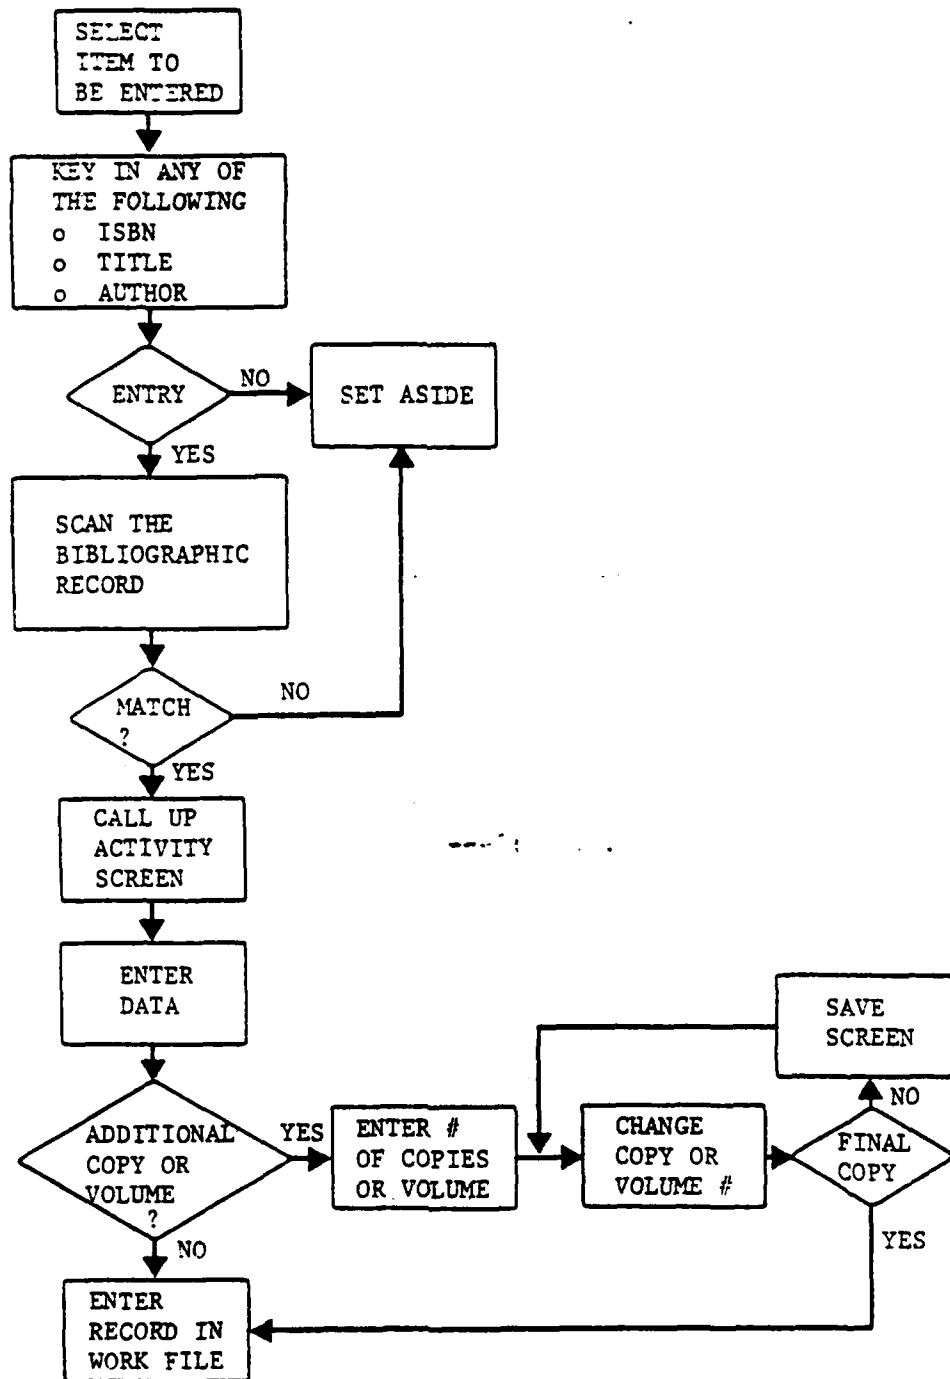 SELECT
ITEM TO
BE ENTERED
KEY IN ANY OF
THE FOLLOWING
o ISBN
o TITLE
o AUTHOR
ENTRY
NO
SET ASIDE
YES
SCAN THE
BIBLIOGRAPHIC
RECORD
MATCH
?
NO
YES
CALL UP
ACTIVITY
SCREEN
ENTER
DATA
SAVE
SCREEN
NO
ADDITIONAL
COPY OR
VOLUME
?
YES
ENTER #
OF COPIES
OR VOLUME
CHANGE
COPY OR
VOLUME #
FINAL
COPY
YES
NO
ENTER
RECORD IN
WORK FILE